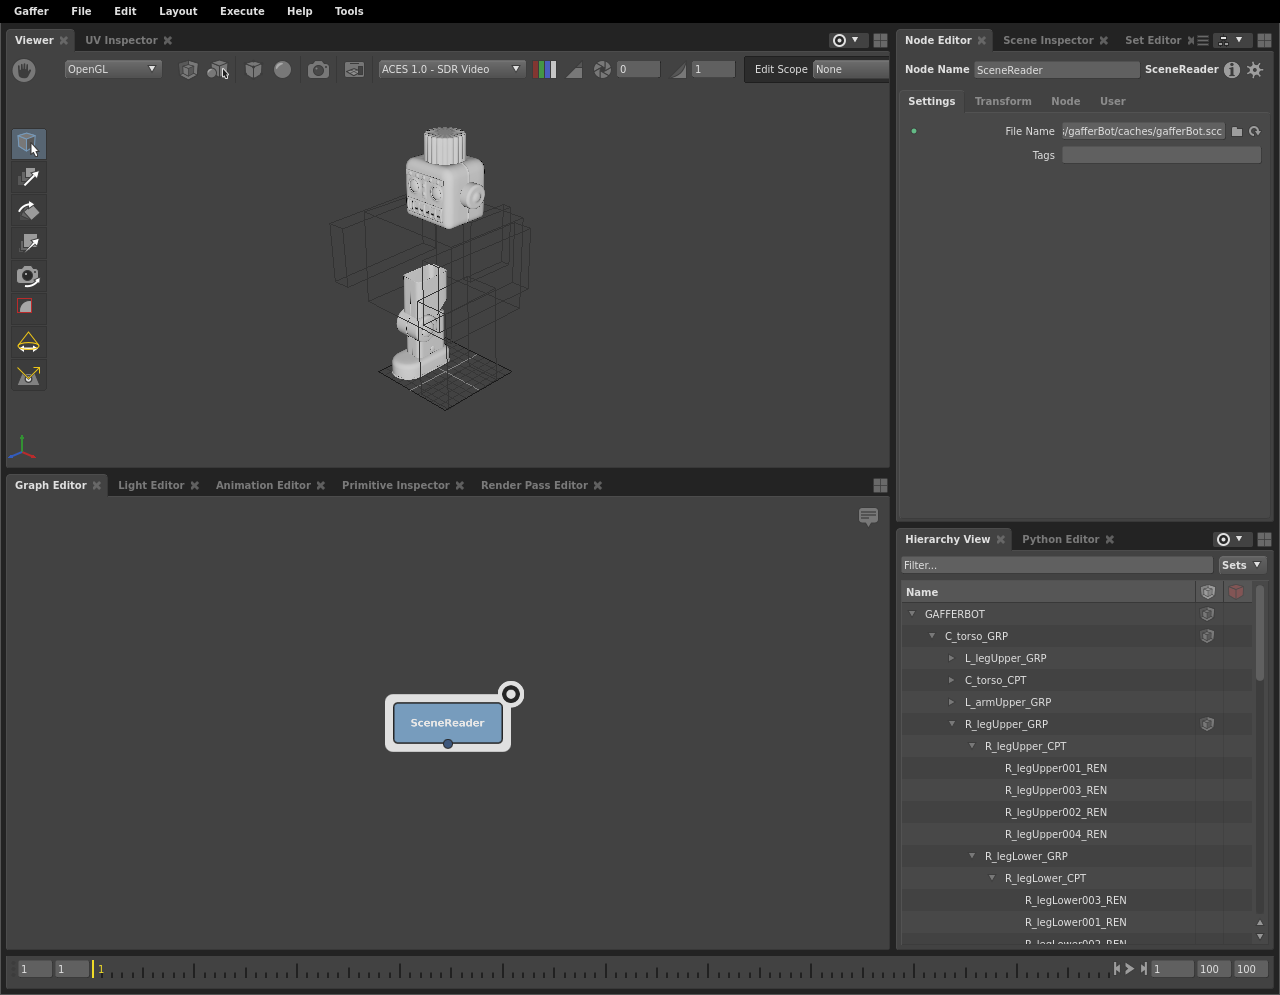 Gaffer File Edit Layout Execute Help Tools
Viewer UV Inspector
OpenGL ACES 1.0 - SDR Video 0 1 Edit Scope None
Node Editor Scene Inspector Set Editor
Node Name SceneReader SceneReader
Settings Transform Node User
File Name /gafferBot/caches/gafferBot.scc
Tags
Graph Editor Light Editor Animation Editor Primitive Inspector Render Pass Editor
SceneReader
Hierarchy View Python Editor
Filter... Sets
Name
GAFFERBOT
C_torso_GRP
L_legUpper_GRP
C_torso_CPT
L_armUpper_GRP
R_legUpper_GRP
R_legUpper_CPT
R_legUpper001_REN
R_legUpper003_REN
R_legUpper002_REN
R_legUpper004_REN
R_legLower_GRP
R_legLower_CPT
R_legLower003_REN
R_legLower001_REN
R_legLower002_REN
1 1 1 1 100 100